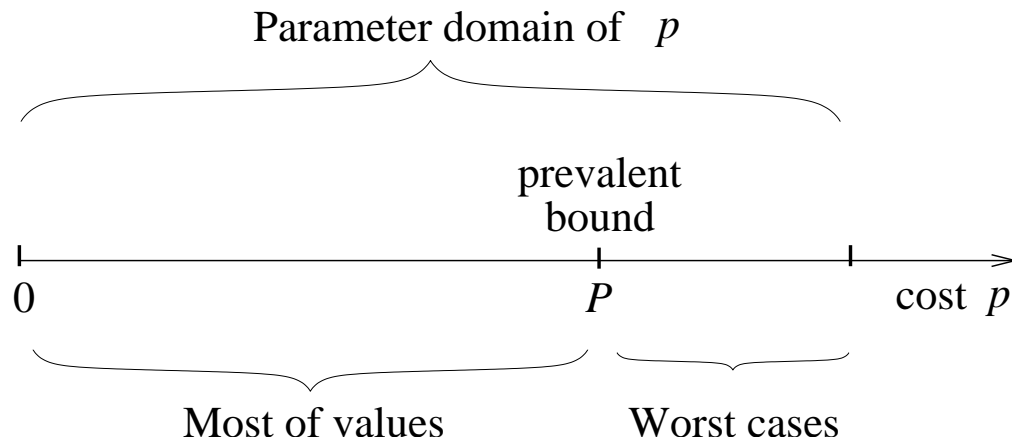 Parameter domain of p
prevalent
bound
0
P
cost p
Most of values
Worst cases